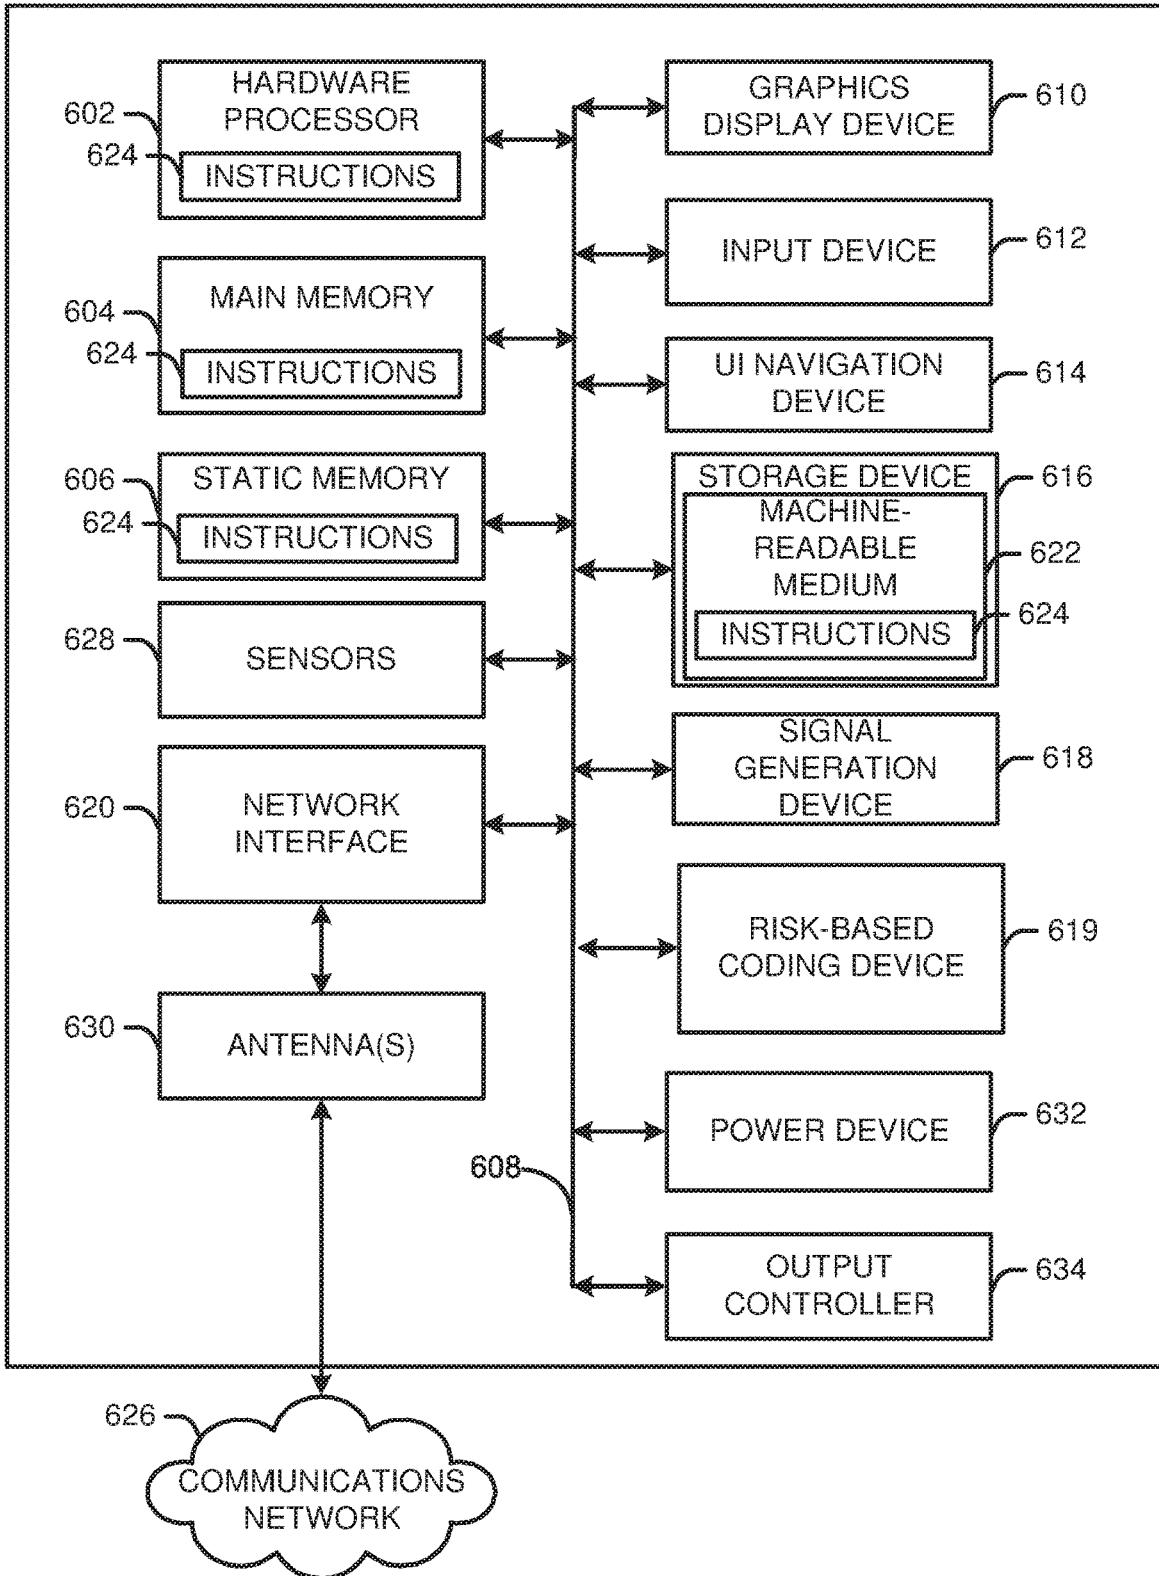 HARDWARE
PROCESSOR
602
624
INSTRUCTIONS
MAIN MEMORY
604
624
INSTRUCTIONS
STATIC MEMORY
606
624
INSTRUCTIONS
628
SENSORS
620
NETWORK
INTERFACE
630
ANTENNA(S)
608
GRAPHICS
DISPLAY DEVICE
610
INPUT DEVICE
612
UI NAVIGATION
DEVICE
614
STORAGE DEVICE
616
MACHINE-
READABLE
MEDIUM
622
INSTRUCTIONS
624
SIGNAL
GENERATION
DEVICE
618
RISK-BASED
CODING DEVICE
619
POWER DEVICE
632
OUTPUT
CONTROLLER
634
626
COMMUNICATIONS
NETWORK